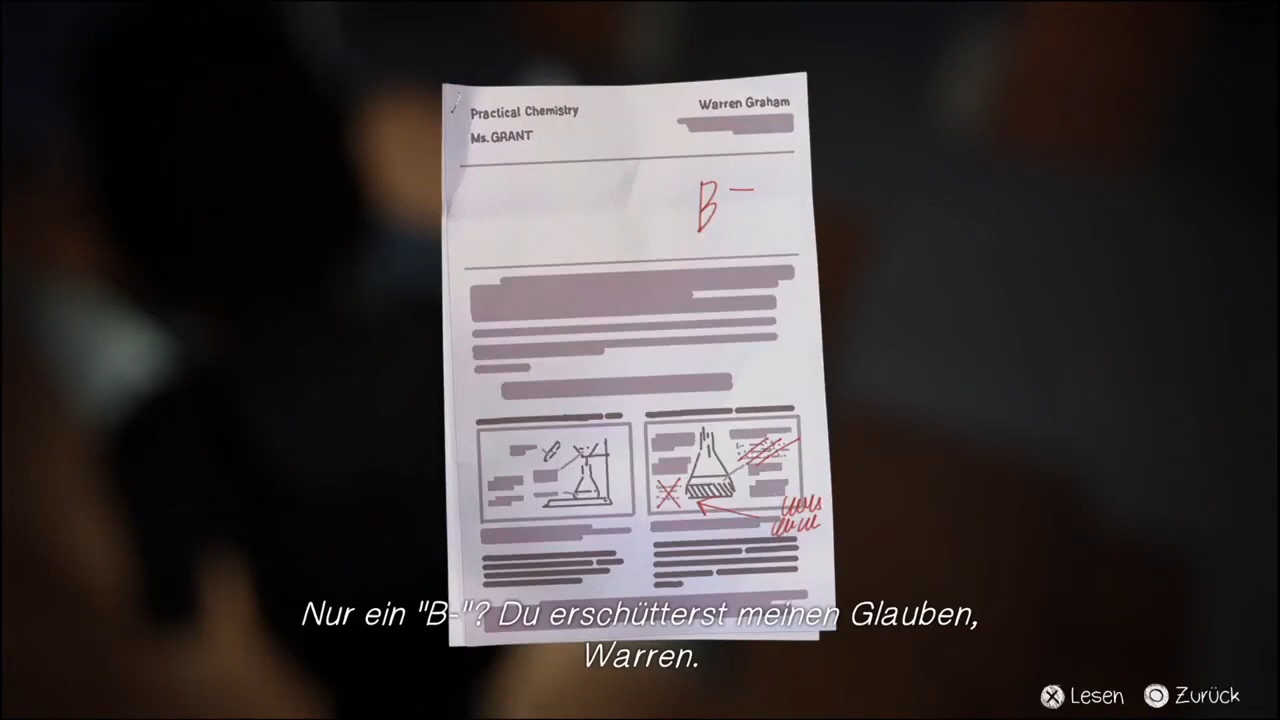 Practical Chemistry
Warren Graham
Ms. GRANT
B-
Nur ein "B-"? Du erschütterst meinen Glauben,
Warren.
Lesen
Zurück